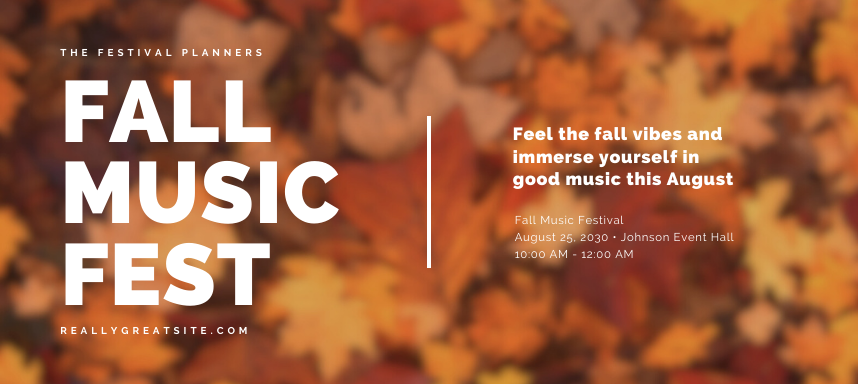 THE FESTIVAL PLANNERS
FALL
MUSIC
FEST
REALLYGREATSITE.COM
Feel the fall vibes and
immerse yourself in
good music this August
Fall Music Festival
August 25, 2030 • Johnson Event Hall
10:00 AM - 12:00 AM